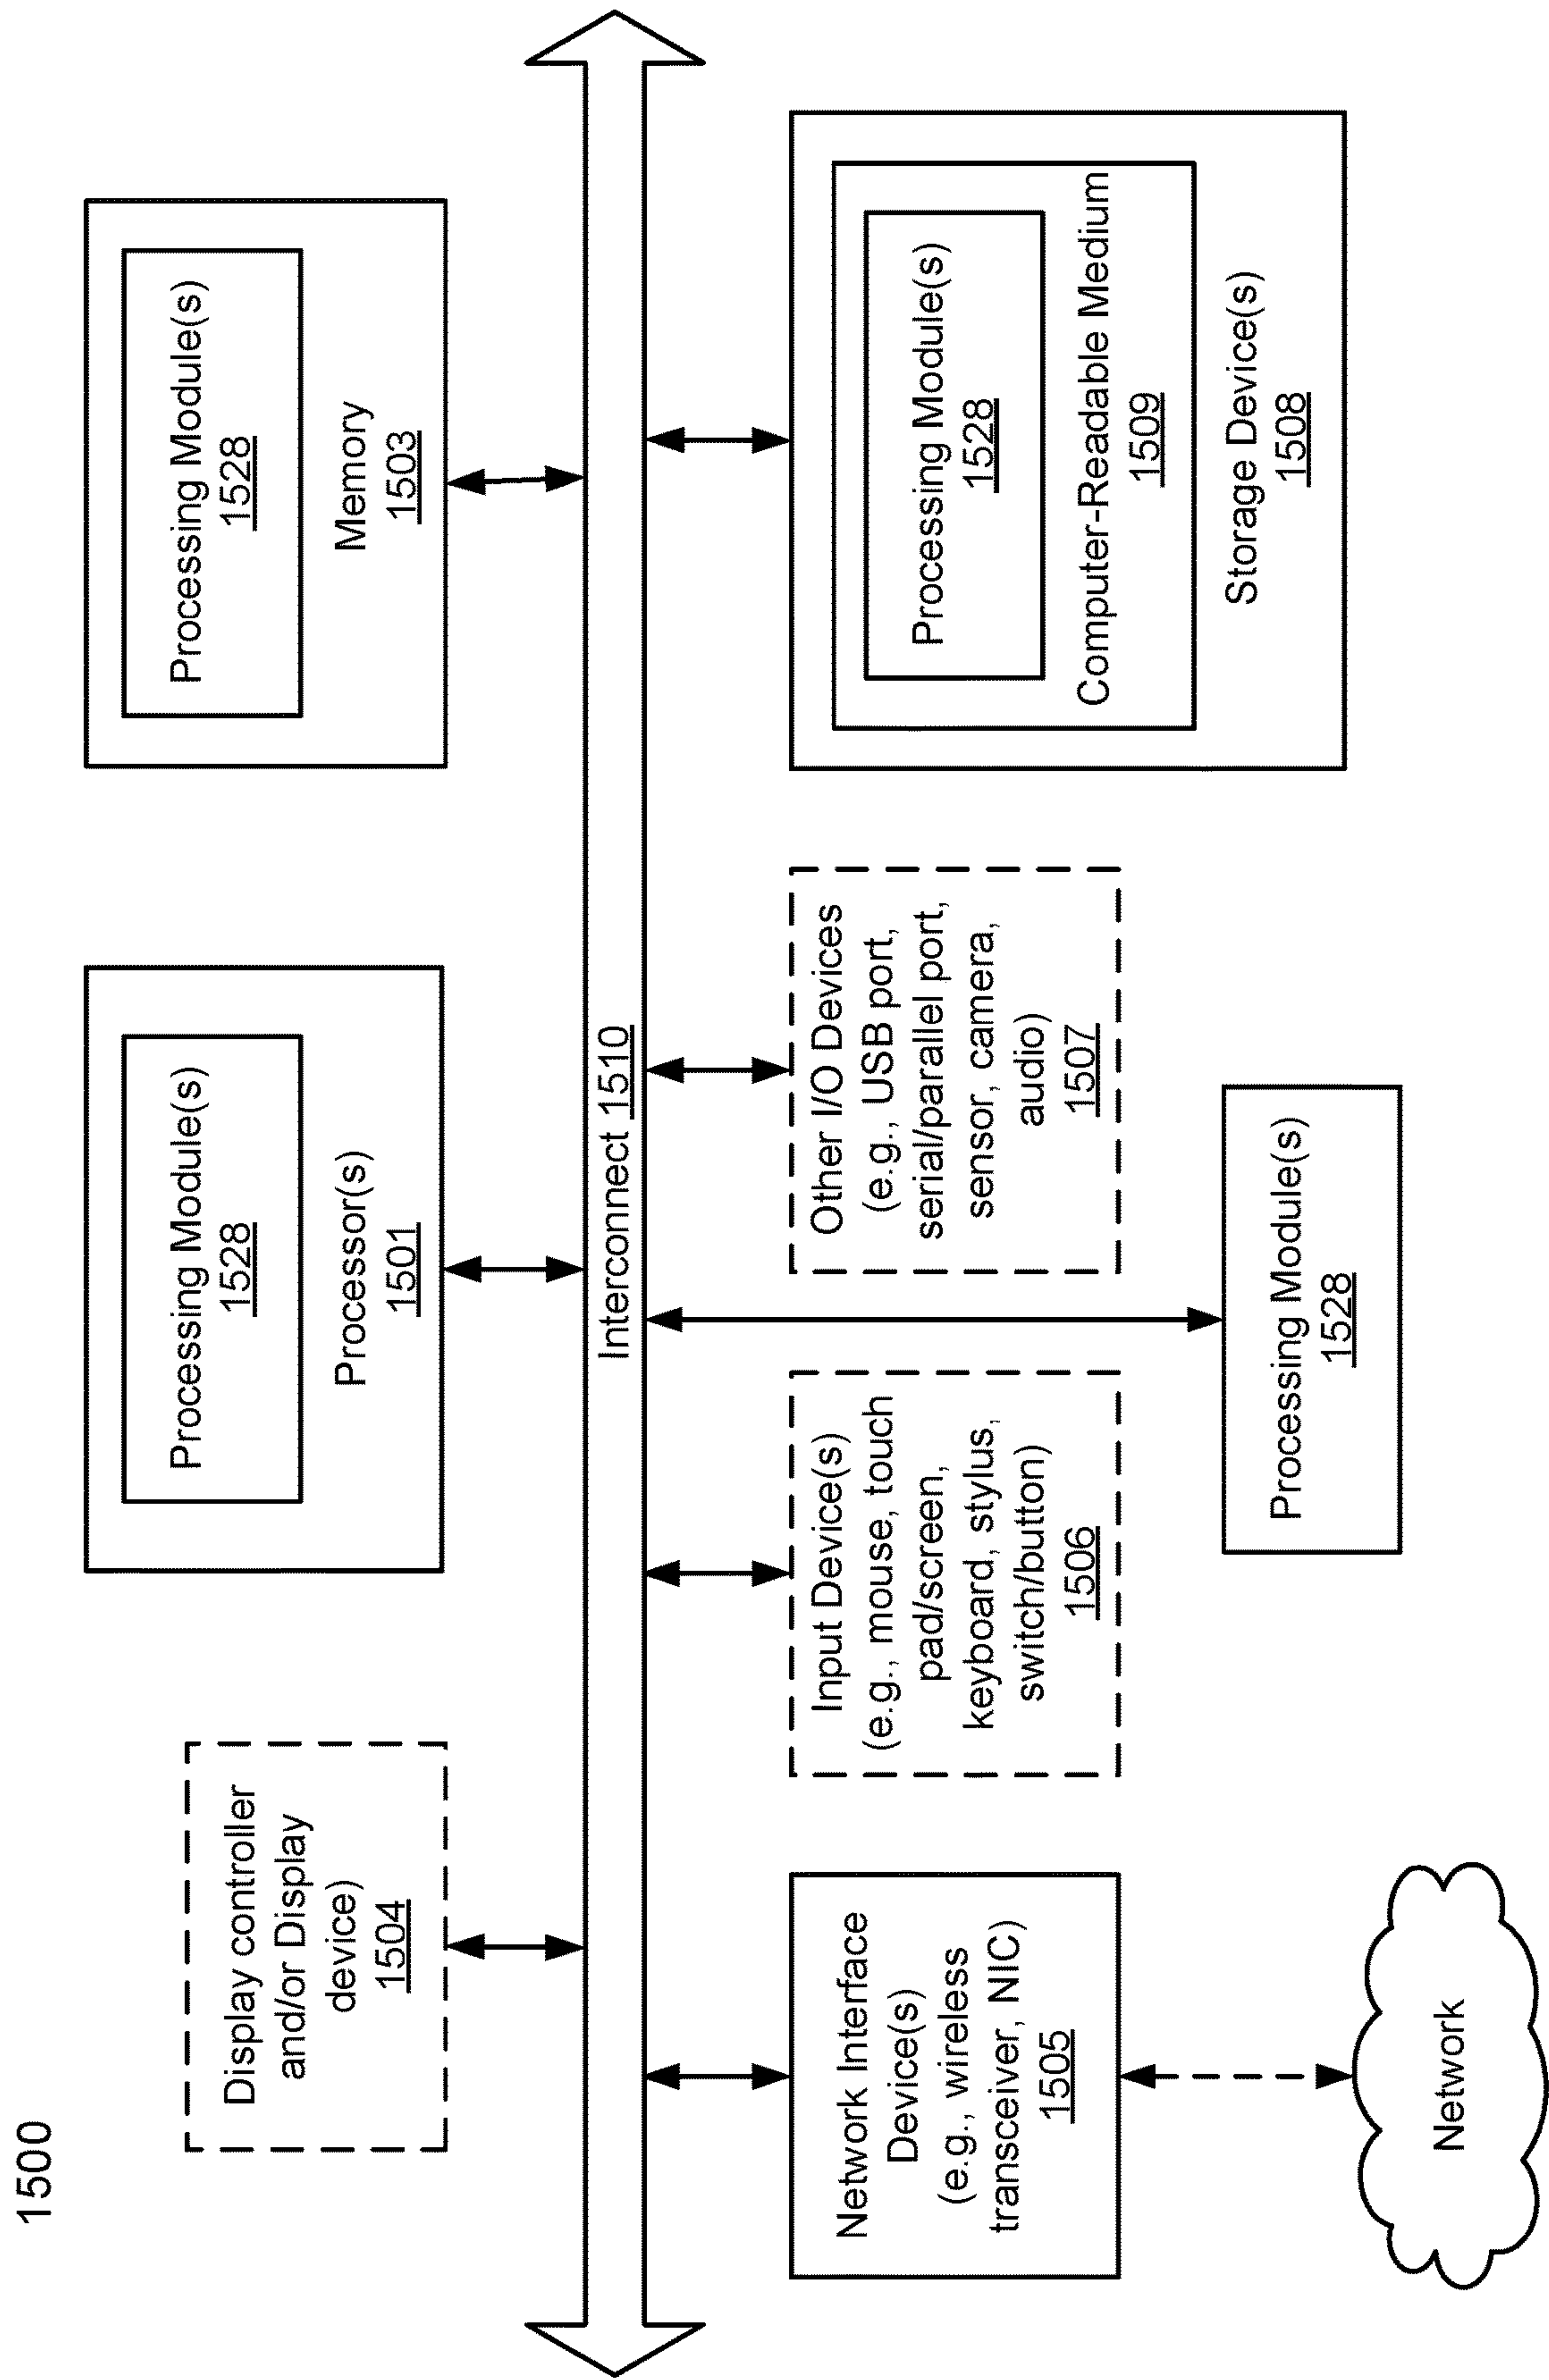 1500
Display controller
and/or Display
device)
1504
Processing Module(s)
1528
Processor(s)
1501
Processing Module(s)
1528
Memory
1503
Interconnect 1510
Network Interface
Device(s)
(e.g., wireless
transceiver, NIC)
1505
Input Device(s)
(e.g., mouse, touch
pad/screen,
keyboard, stylus,
switch/button)
1506
Other I/O Devices
(e.g., USB port,
serial/parallel port,
sensor, camera,
audio)
1507
Processing Module(s)
1528
Computer-Readable Medium
1509
Storage Device(s)
1508
Processing Module(s)
1528
Network